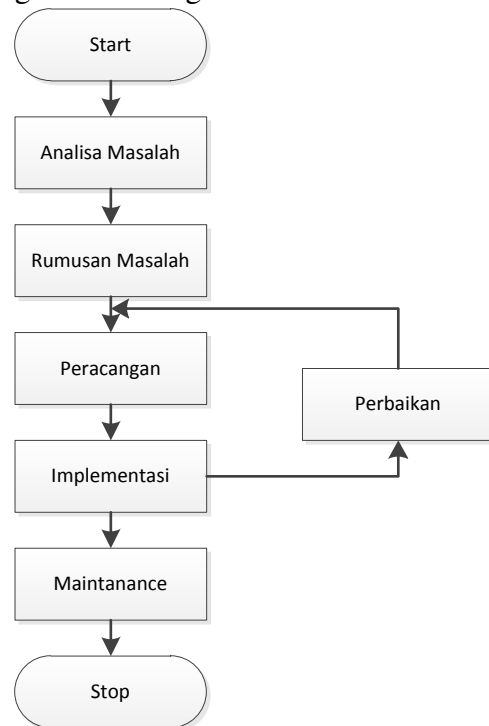 Start
Analisa Masalah
Rumusan Masalah
Peracangan
Perbaikan
Implementasi
Maintanance
Stop